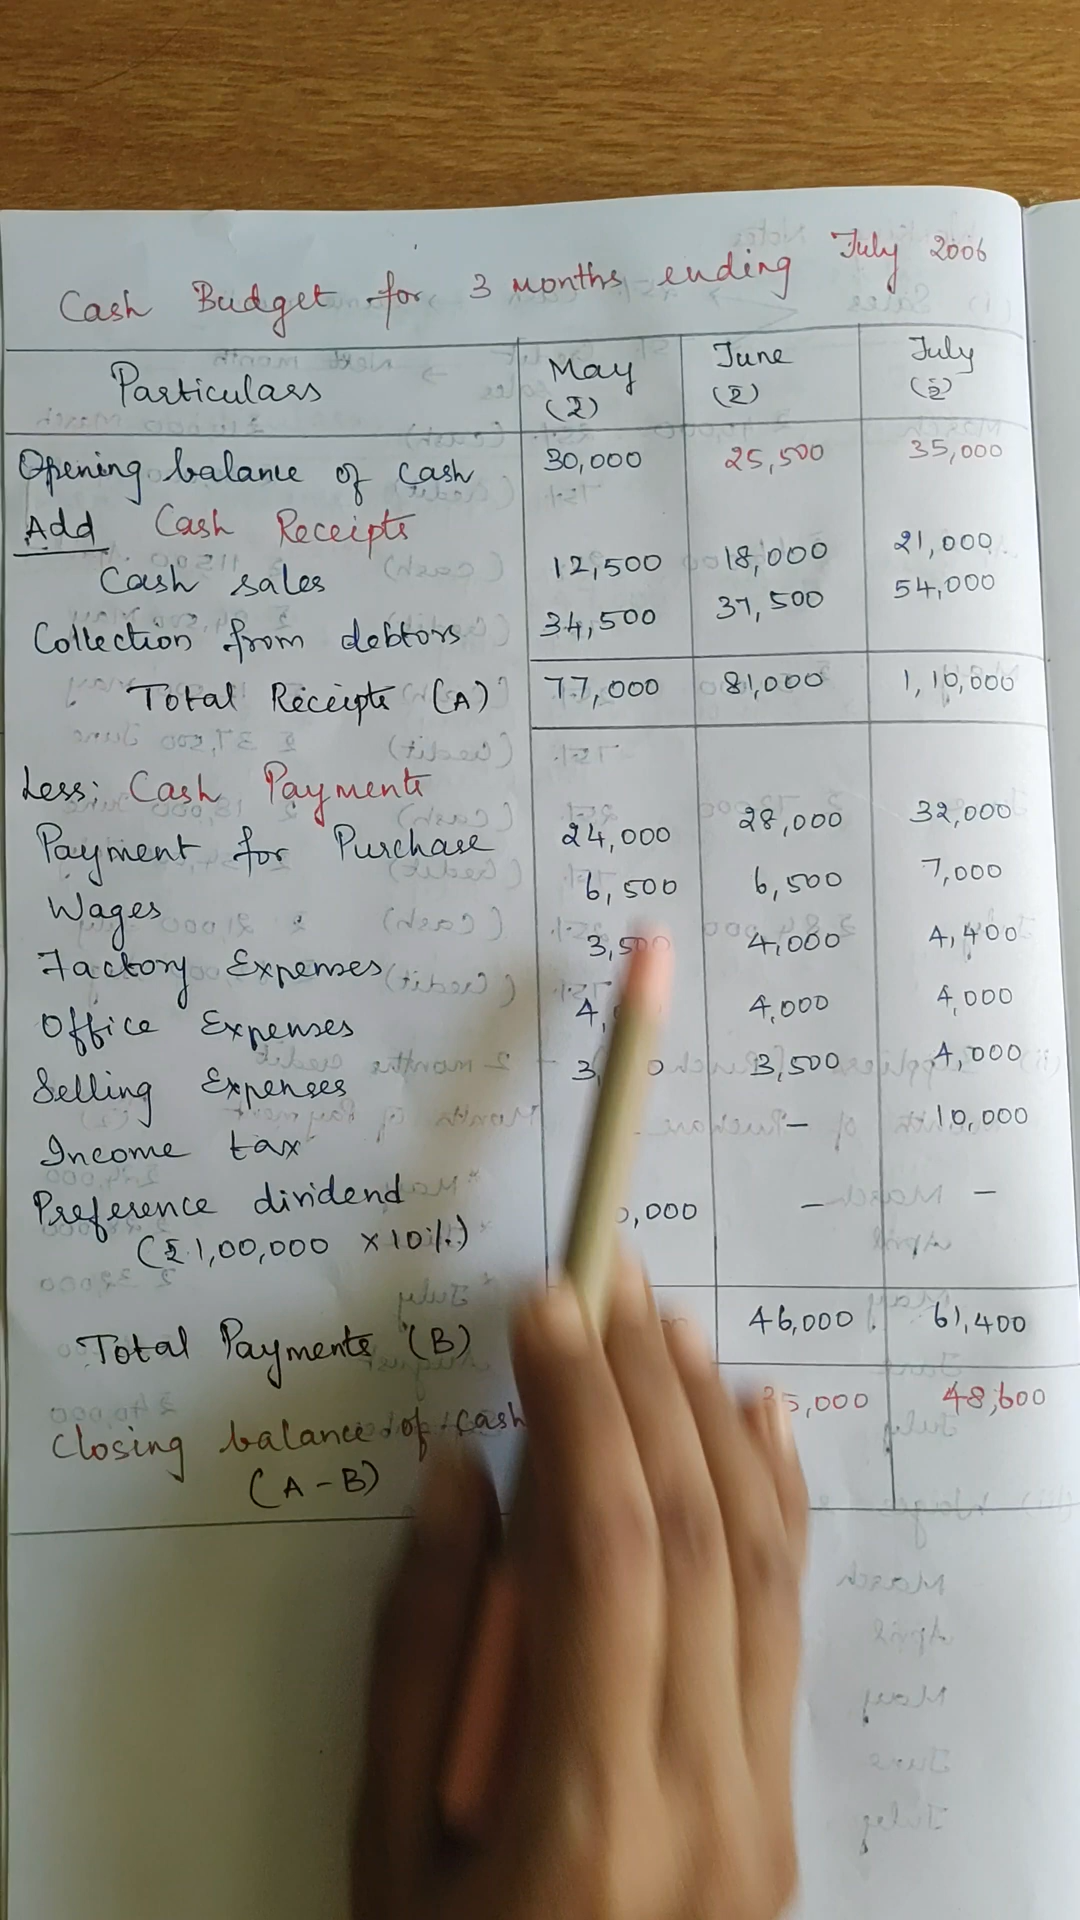 Cash Budget for 3 months ending July 2006
Particulars May (₹) June (₹) July (₹)
Opening balance of cash 30,000 25,500 35,000
Add Cash Receipts
Cash sales 12,500 18,000 21,000
Collection from debtors 34,500 37,500 54,000
Total Receipts (A) 77,000 81,000 1,10,000
Less: Cash Payments
Payment for Purchase 24,000 28,000 32,000
Wages 6,500 6,500 7,000
Factory Expenses 3,500 4,000 4,400
Office Expenses 4,000 4,000
Selling Expenses 3,500 4,000
Income tax – 10,000
Preference dividend – –
(₹ 1,00,000 × 10%)
Total Payments (B) 46,000 61,400
Closing balance of cash 35,000 48,600
(A - B)